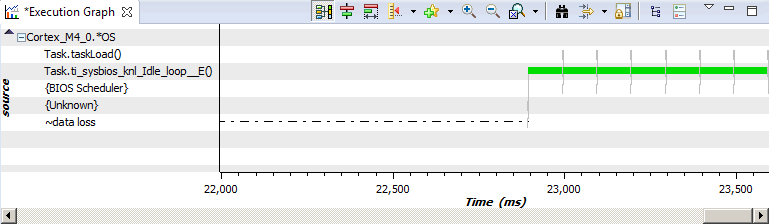 *Execution Graph
Cortex_M4_0.*OS
Task.taskLoad()
Task.ti_sysbios_knl_Idle_loop__E()
{BIOS Scheduler}
{Unknown}
~data loss
source
22,000 22,500 23,000 23,500
Time (ms)